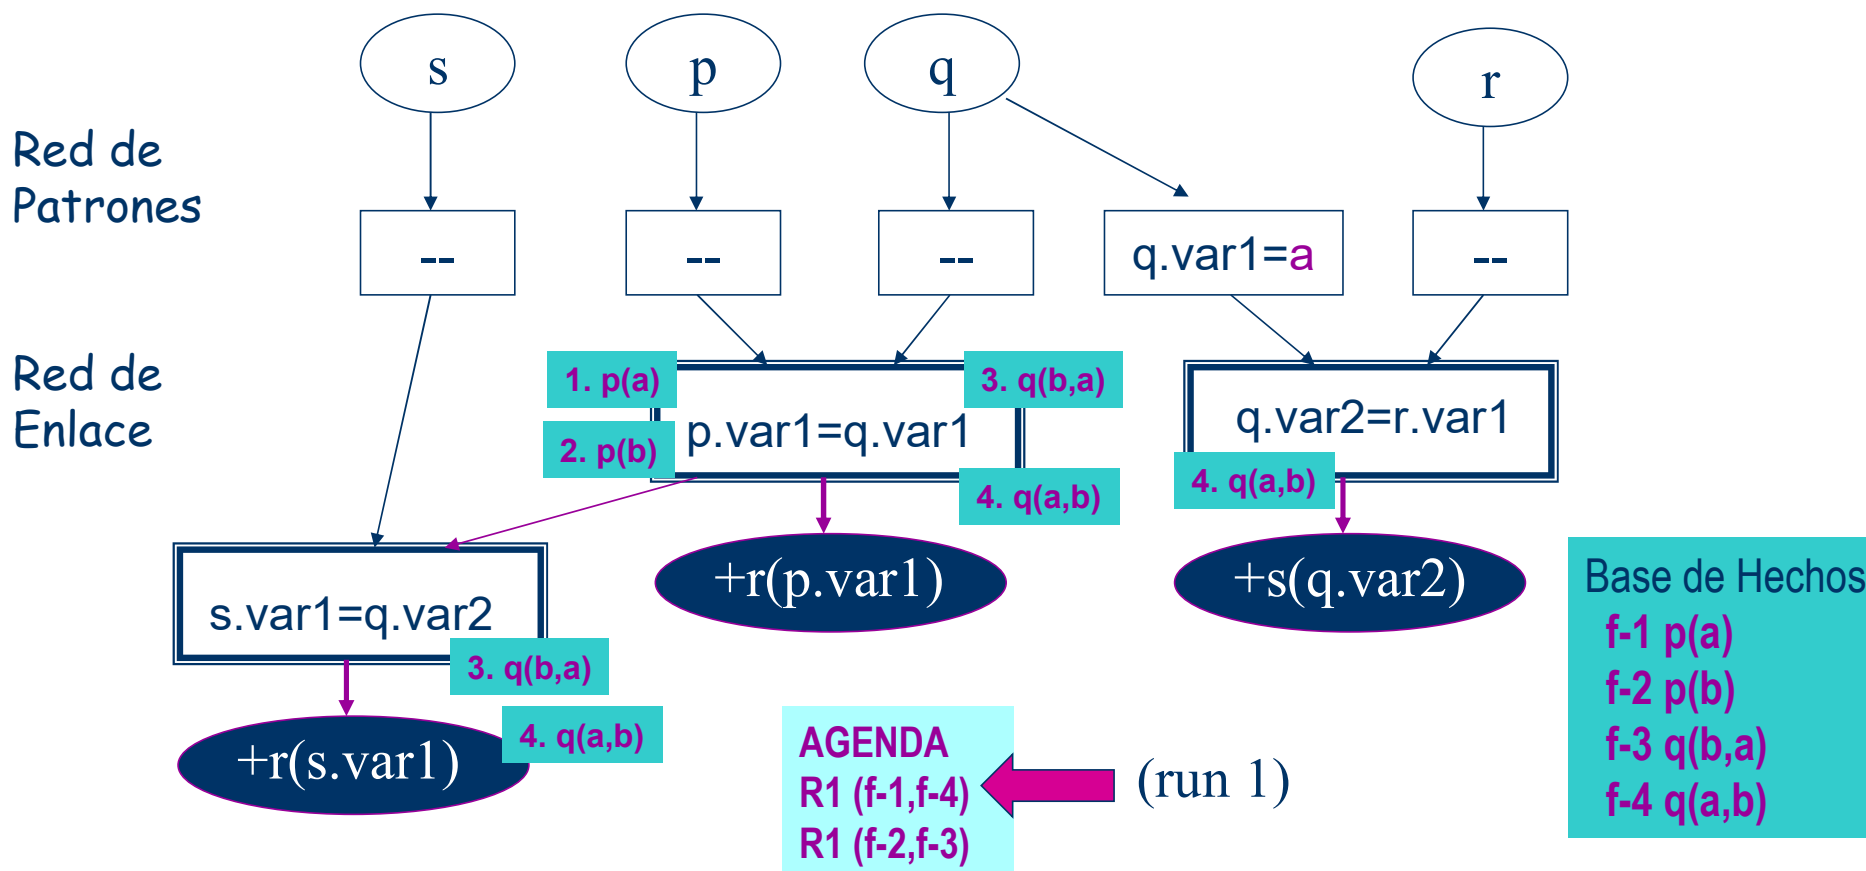 s
p
q
r
Red de
Patrones
--
--
--
q.var1=a
--
Red de
Enlace
1. p(a)
3. q(b,a)
p.var1=q.var1
2. p(b)
4. q(a,b)
q.var2=r.var1
4. q(a,b)
+r(p.var1)
+s(q.var2)
s.var1=q.var2
3. q(b,a)
4. q(a,b)
+r(s.var1)
AGENDA
R1 (f-1,f-4)
R1 (f-2,f-3)
(run 1)
Base de Hechos
f-1 p(a)
f-2 p(b)
f-3 q(b,a)
f-4 q(a,b)